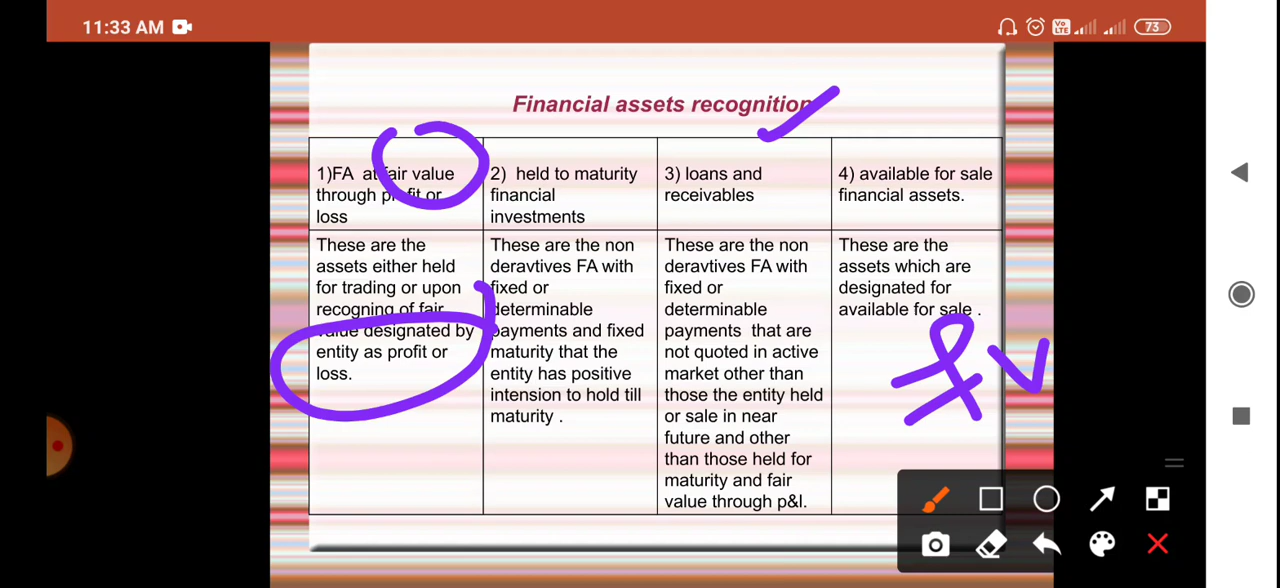 11:33 AM
Vo
LTE
73
Financial assets recognition
1)FA at fair value
through profit or
loss
2) held to maturity
financial
investments
3) loans and
receivables
4) available for sale
financial assets.
These are the
assets either held
for trading or upon
recogning of fair
value designated by
entity as profit or
loss.
These are the non
deravtives FA with
fixed or
determinable
payments and fixed
maturity that the
entity has positive
intension to hold till
maturity .
These are the non
deravtives FA with
fixed or
determinable
payments that are
not quoted in active
market other than
those the entity held
or sale in near
future and other
than those held for
maturity and fair
value through p&l.
These are the
assets which are
designated for
available for sale .
fv